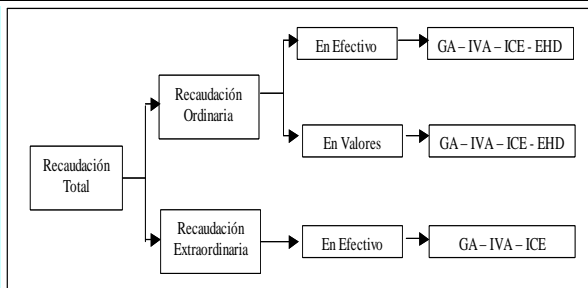 En Efectivo
GA – IVA – ICE - EHD
Recaudación
Ordinaria
En Valores
GA – IVA – ICE - EHD
Recaudación
Total
Recaudación
Extraordinaria
En Efectivo
GA – IVA – ICE